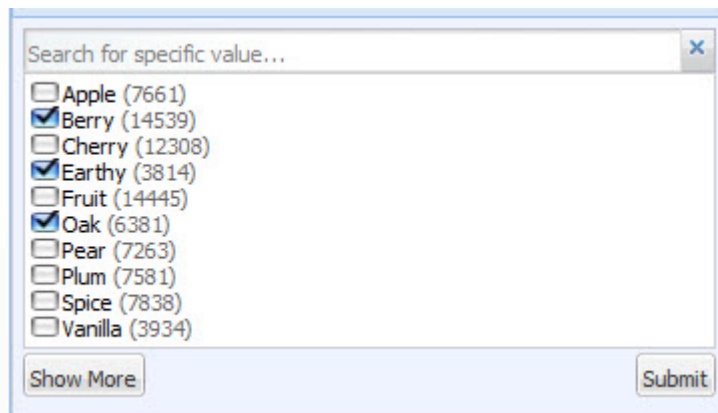 Search for specific value...
Apple (7661)
Berry (14539)
Cherry (12308)
Earthy (3814)
Fruit (14445)
Oak (6381)
Pear (7263)
Plum (7581)
Spice (7838)
Vanilla (3934)
Show More Submit